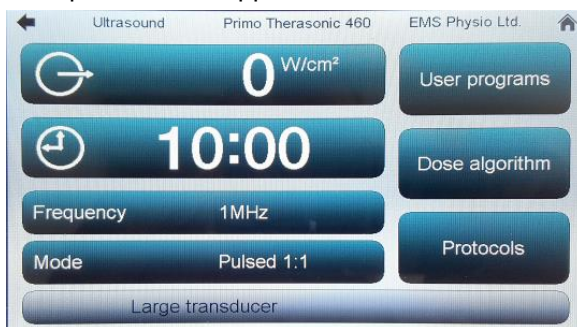 Ultrasound Primo Therasonic 460 EMS Physio Ltd.
0 W/cm²
User programs
10:00
Dose algorithm
Frequency 1MHz
Mode Pulsed 1:1
Protocols
Large transducer